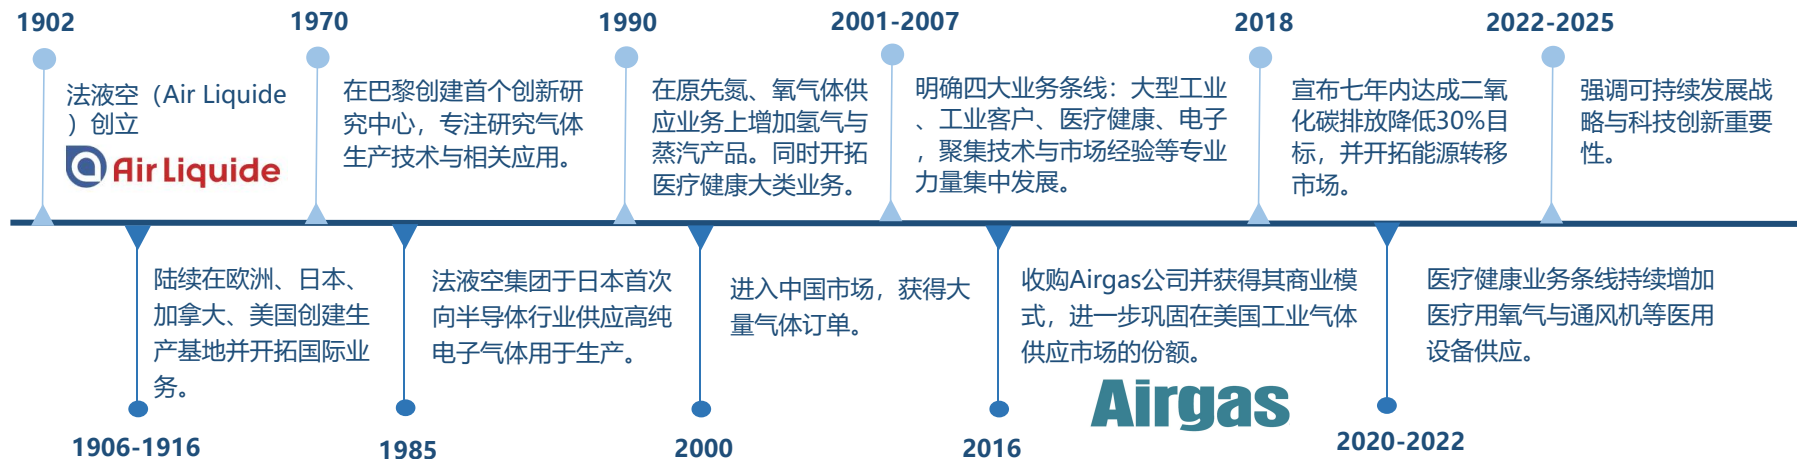 1902
法液空（Air Liquide
）创立
Air Liquide
1970
在巴黎创建首个创新研
究中心，专注研究气体
生产技术与相关应用。
1990
在原先氮、氧气体供
应业务上增加氢气与
蒸汽产品。同时开拓
医疗健康大类业务。
2001-2007
明确四大业务条线：大型工业
、工业客户、医疗健康、电子
，聚集技术与市场经验等专业
力量集中发展。
2018
宣布七年内达成二氧
化碳排放降低30%目
标，并开拓能源转移
市场。
2022-2025
强调可持续发展战
略与科技创新重要
性。
陆续在欧洲、日本、
加拿大、美国创建生
产基地并开拓国际业
务。
1906-1916
法液空集团于日本首次
向半导体行业供应高纯
电子气体用于生产。
1985
进入中国市场，获得大
量气体订单。
2000
收购Airgas公司并获得其商业模
式，进一步巩固在美国工业气体
供应市场的份额。
Airgas
2016
医疗健康业务条线持续增加
医疗用氧气与通风机等医用
设备供应。
2020-2022